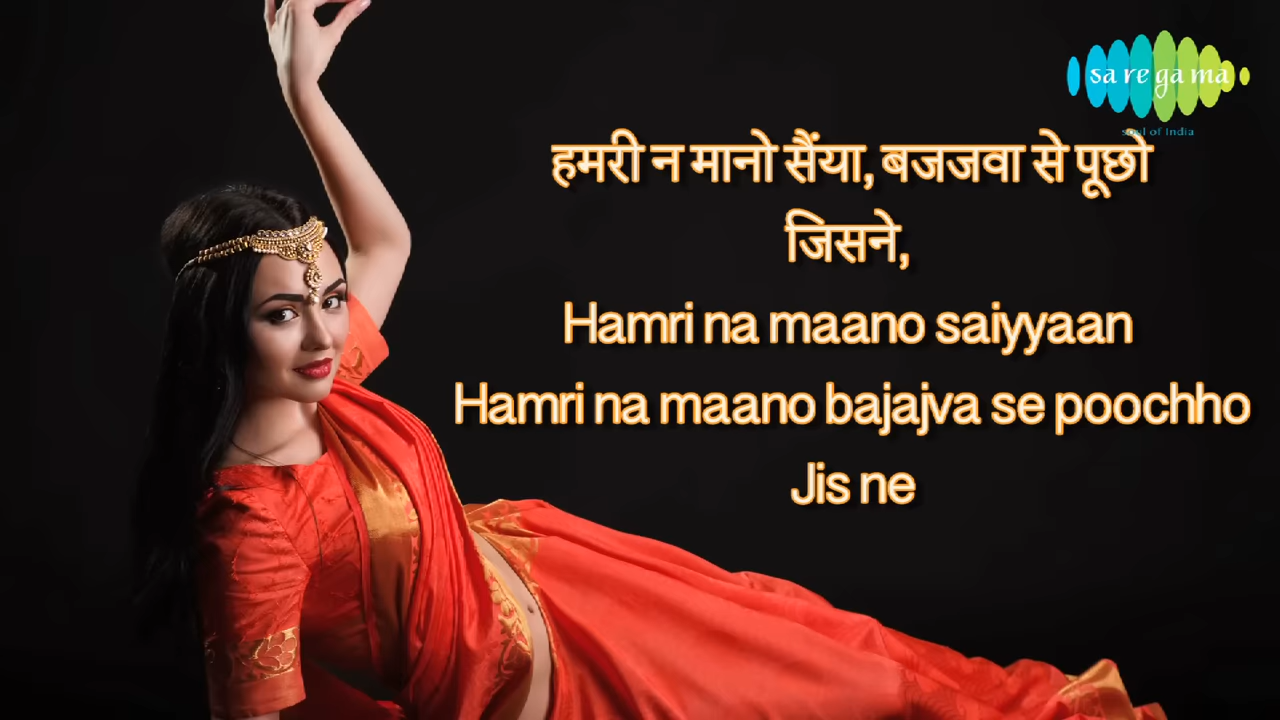 sa re ga ma
soul of India
हमरी न मानो सैंया, बजजवा से पूछो
जिसने,
Hamri na maano saiyyaan
Hamri na maano bajajva se poochho
Jis ne